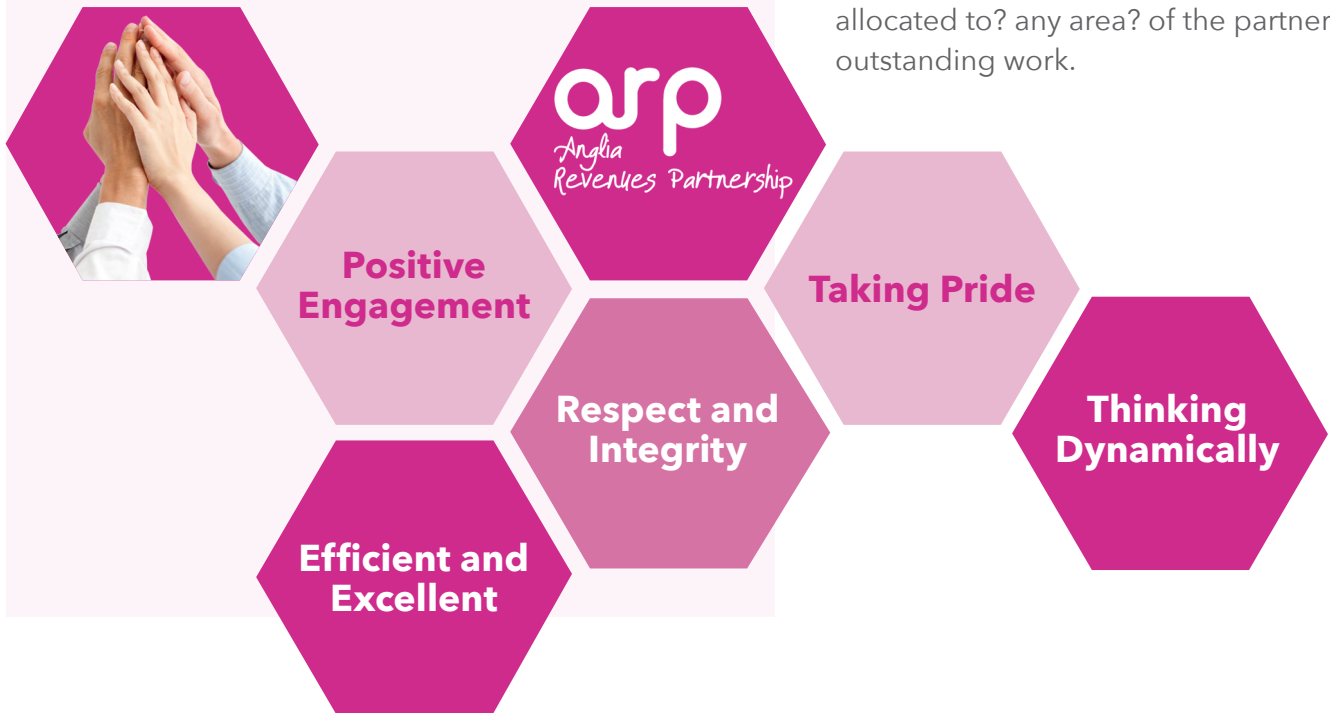 allocated to? any area? of the partner
outstanding work.
arp
Anglia
Revenues Partnership
Positive
Engagement
Taking Pride
Respect and
Integrity
Thinking
Dynamically
Efficient and
Excellent